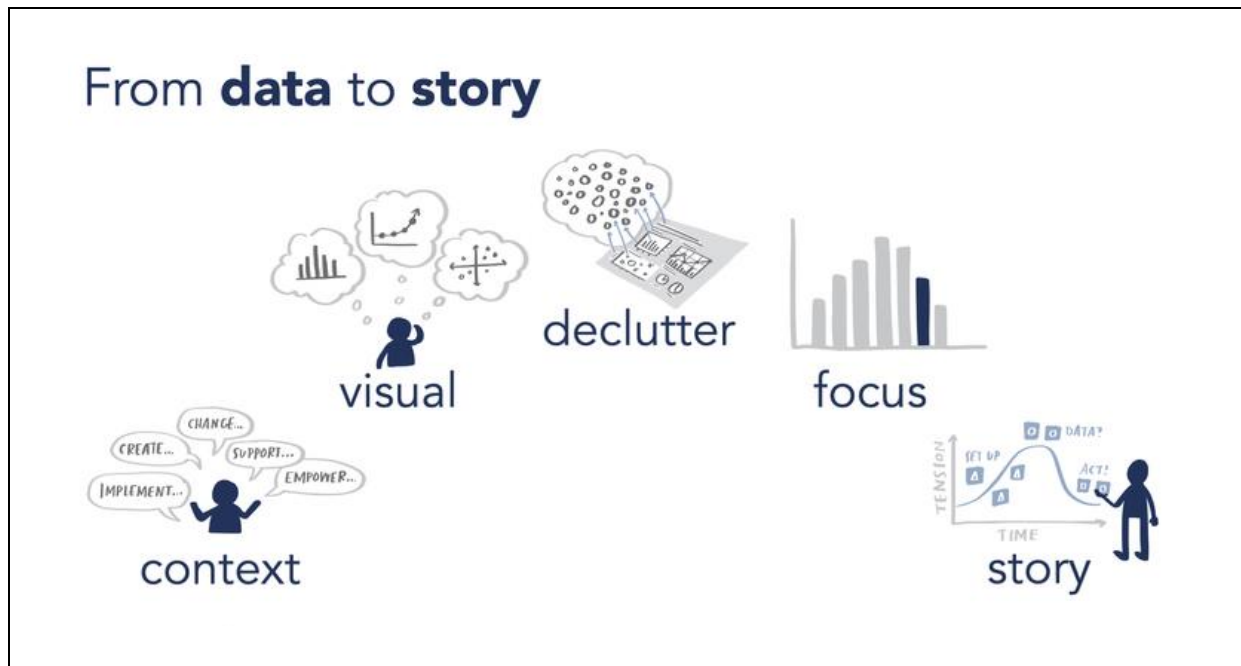 From data to story
context
IMPLEMENT...
CREATE...
CHANGE...
SUPPORT...
EMPOWER...
visual
declutter
focus
story
TENSION
TIME
SET UP
DATA?
ACT!